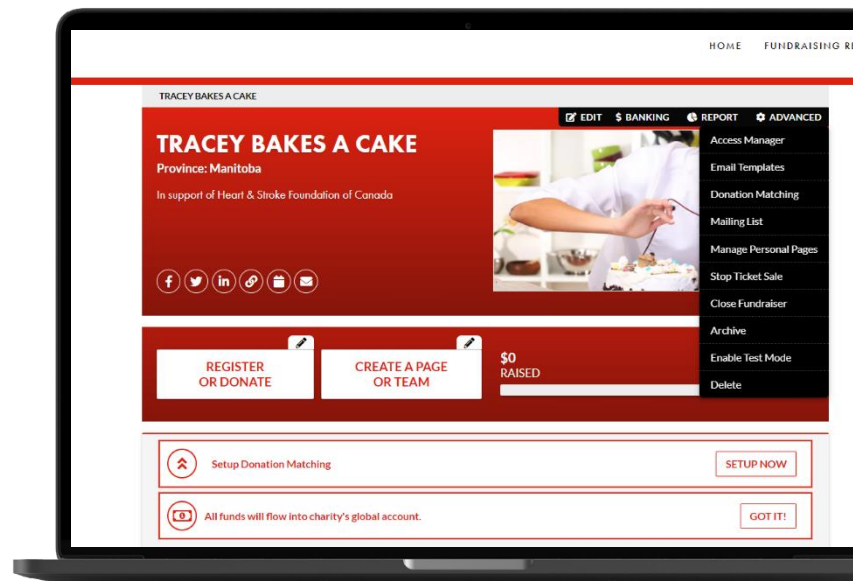 HOME FUNDRAISING
TRACEY BAKES A CAKE
EDIT $ BANKING REPORT ADVANCED
TRACEY BAKES A CAKE
Province: Manitoba
In support of Heart & Stroke Foundation of Canada
Access Manager
Email Templates
Donation Matching
Mailing List
Manage Personal Pages
Stop Ticket Sale
Close Fundraiser
Archive
Enable Test Mode
Delete
REGISTER
OR DONATE
CREATE A PAGE
OR TEAM
$0
RAISED
Setup Donation Matching
SETUP NOW
All funds will flow into charity's global account.
GOT IT!